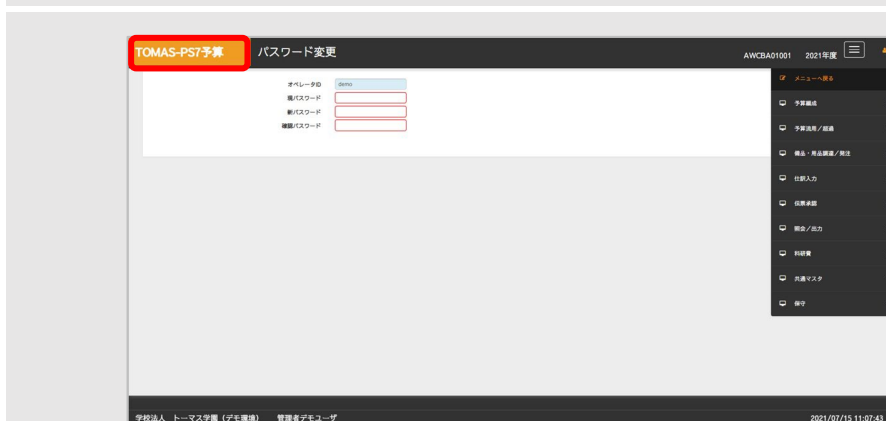 TOMAS-PS7予算 パスワード変更 AWCBA01001 2021年度
オペレータID demo
現パスワード
新パスワード
確認パスワード
メニューへ戻る
予算編成
予算流用／超過
備品・用品調達／発注
仕訳入力
伝票承認
照会／出力
科研費
共通マスタ
保守
学校法人 トーマス学園（デモ環境） 管理者デモユーザ 2021/07/15 11:07:43